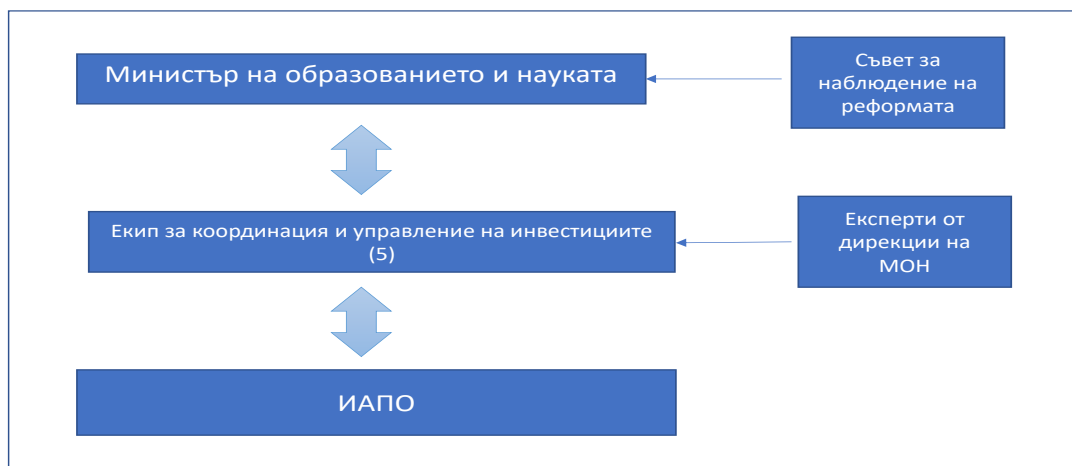 Министър на образованието и науката
Съвет за
наблюдение на
реформата
Екип за координация и управление на инвестициите
(5)
Експерти от
дирекции на
МОН
ИАПО